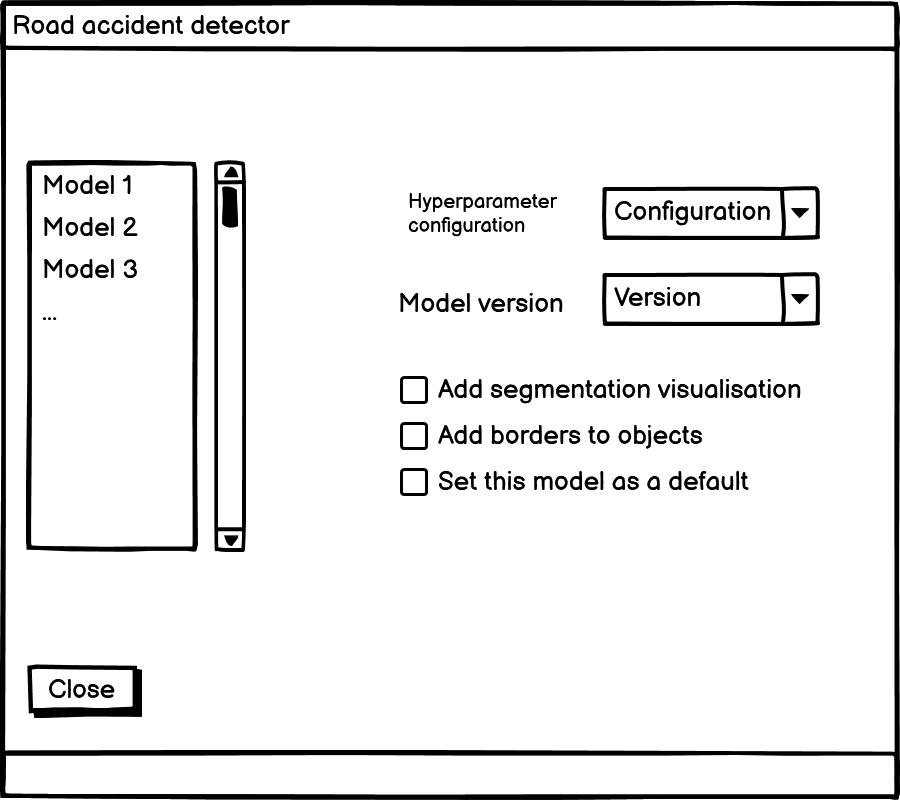 Road accident detector
Model 1
Model 2
Model 3
...
Hyperparameter
configuration
Configuration
Model version
Version
Add segmentation visualisation
Add borders to objects
Set this model as a default
Close